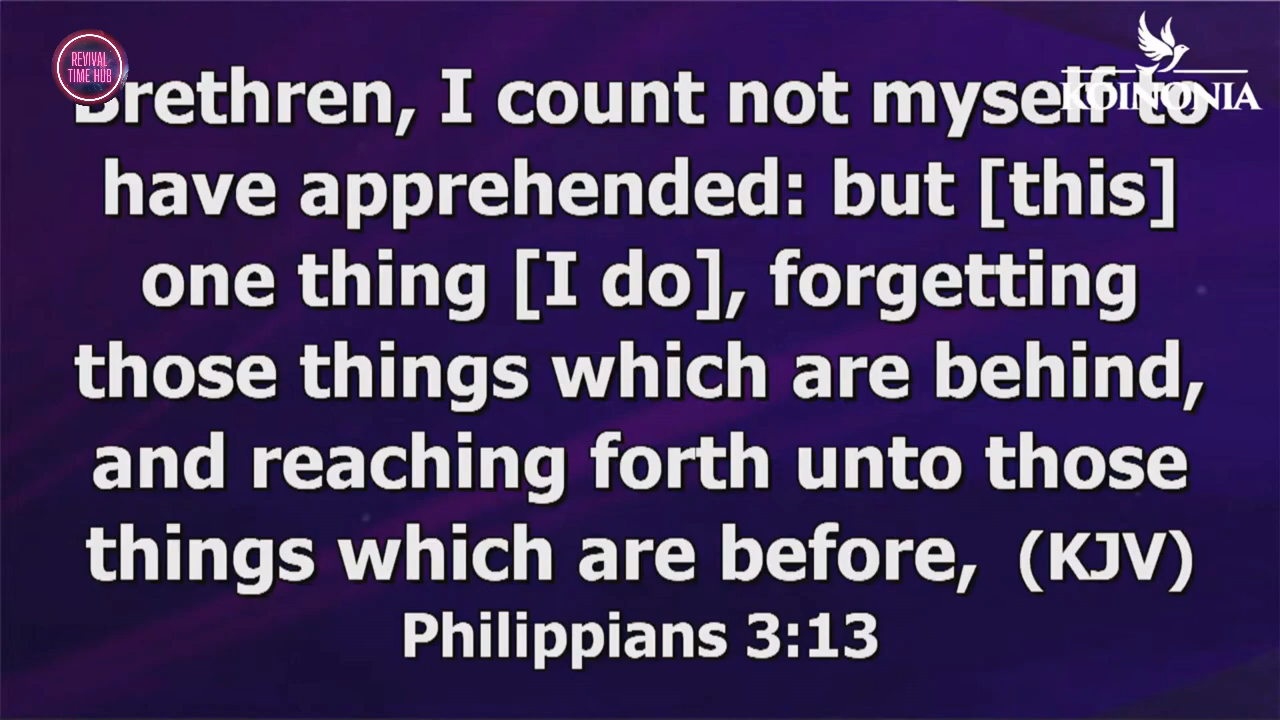 REVIVAL
TIME HUB
KOINONIA
Brethren, I count not myself to
have apprehended: but [this]
one thing [I do], forgetting
those things which are behind,
and reaching forth unto those
things which are before, (KJV)
Philippians 3:13